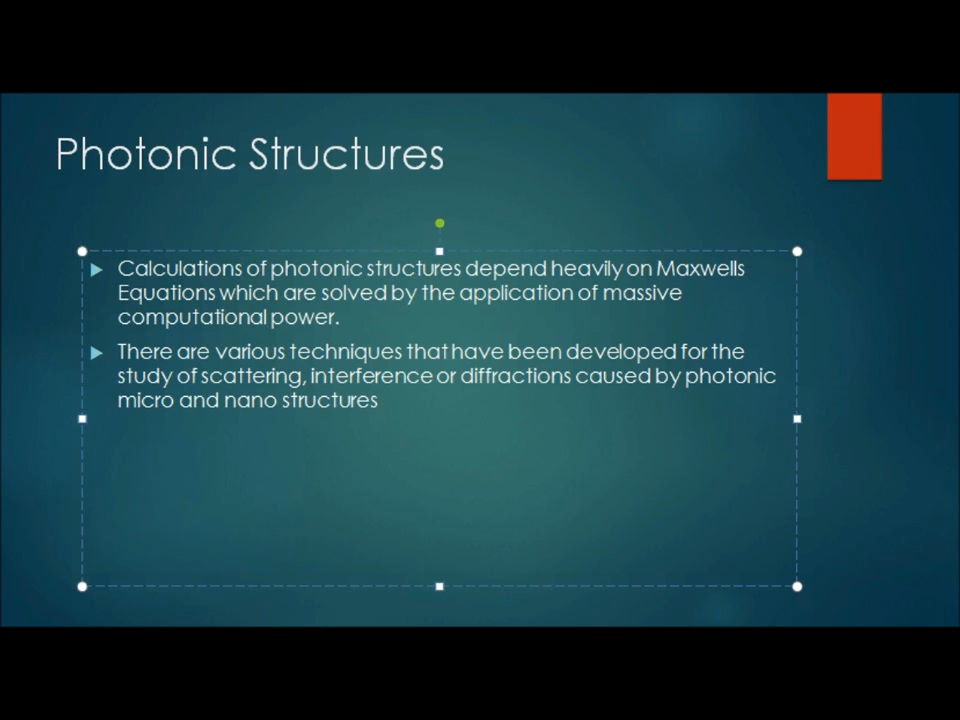 Photonic Structures
Calculations of photonic structures depend heavily on Maxwells
Equations which are solved by the application of massive
computational power.
There are various techniques that have been developed for the
study of scattering, interference or diffractions caused by photonic
micro and nano structures